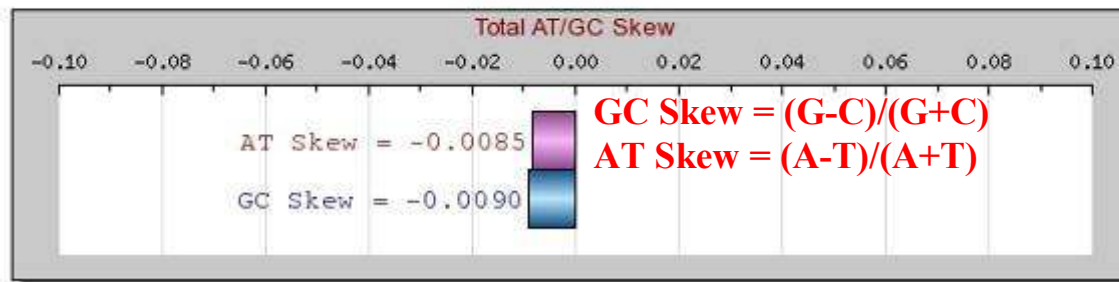 Total AT/GC Skew
-0.10 -0.08 -0.06 -0.04 -0.02 0.00 0.02 0.04 0.06 0.08 0.10
GC Skew = (G-C)/(G+C)
AT Skew = -0.0085
AT Skew = (A-T)/(A+T)
GC Skew = -0.0090